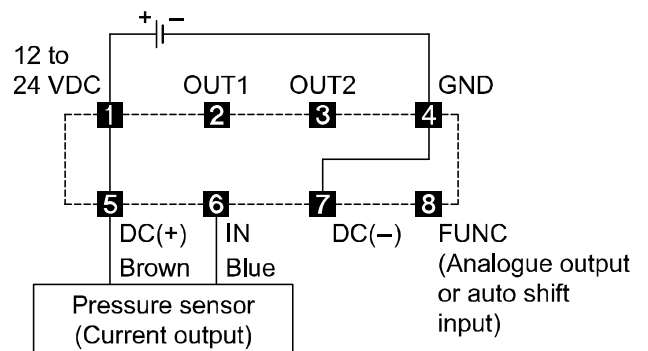 + −
12 to
24 VDC OUT1 OUT2 GND
1 2 3 4
5 6 7 8
DC(+) IN DC(−) FUNC
Brown Blue (Analogue output
or auto shift
input)
Pressure sensor
(Current output)